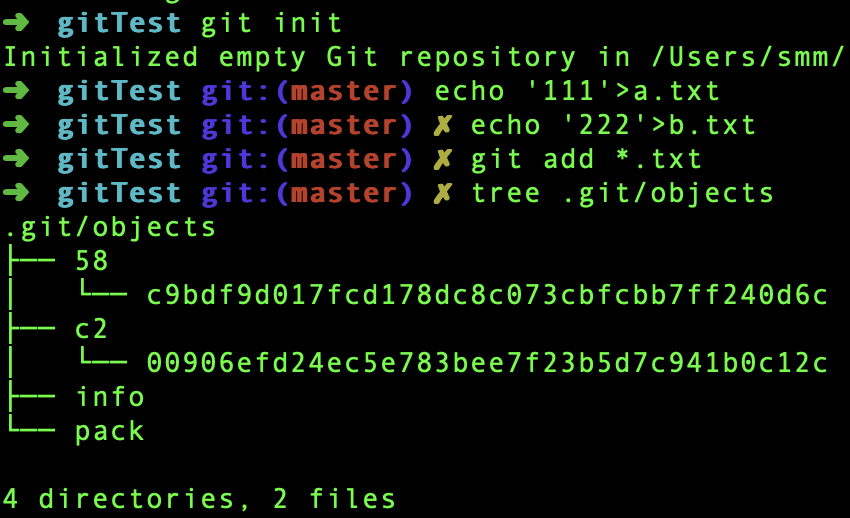 ➜ gitTest git init
Initialized empty Git repository in /Users/smm/
➜ gitTest git:(master) echo '111'>a.txt
➜ gitTest git:(master) ✗ echo '222'>b.txt
➜ gitTest git:(master) ✗ git add *.txt
➜ gitTest git:(master) ✗ tree .git/objects
.git/objects
├── 58
│   └── c9bdf9d017fcd178dc8c073cbfcbb7ff240d6c
├── c2
│   └── 00906efd24ec5e783bee7f23b5d7c941b0c12c
├── info
└── pack
4 directories, 2 files